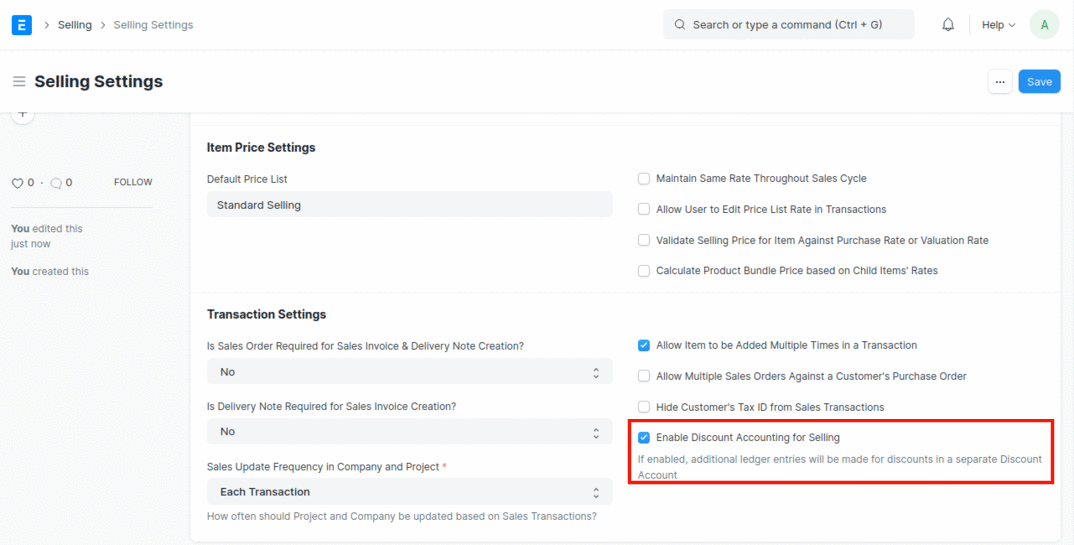 E
Selling
Selling Settings
Search or type a command (Ctrl + G)
Help
A
Selling Settings
...
Save
+
Item Price Settings
0 · 0
FOLLOW
Default Price List
Standard Selling
Maintain Same Rate Throughout Sales Cycle
Allow User to Edit Price List Rate in Transactions
Validate Selling Price for Item Against Purchase Rate or Valuation Rate
Calculate Product Bundle Price based on Child Items' Rates
You edited this
just now
You created this
Transaction Settings
Is Sales Order Required for Sales Invoice & Delivery Note Creation?
No
Is Delivery Note Required for Sales Invoice Creation?
No
Sales Update Frequency in Company and Project *
Each Transaction
How often should Project and Company be updated based on Sales Transactions?
Allow Item to be Added Multiple Times in a Transaction
Allow Multiple Sales Orders Against a Customer's Purchase Order
Hide Customer's Tax ID from Sales Transactions
Enable Discount Accounting for Selling
If enabled, additional ledger entries will be made for discounts in a separate Discount
Account